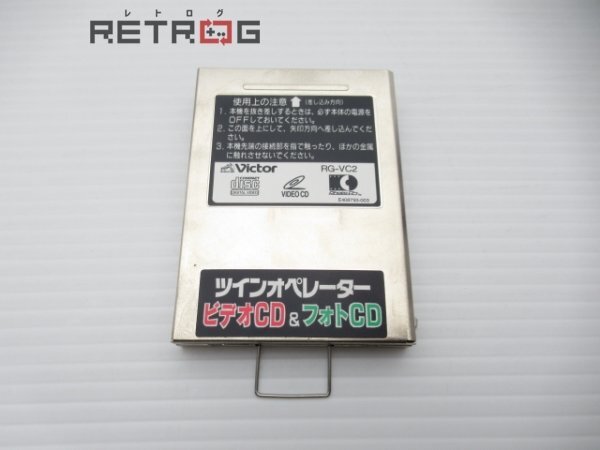 レトログ
RETROG
使用上の注意 (差し込み方向)
1. 本機を抜き差しするときは、必ず本体の電源を
OFFしておいてください。
2. この面を上にして、矢印方向へ差し込んでくだ
さい。
3. 本機先端の接続部を指で触ったり、ほかの金属
に触れさせないでください。
Victor RG-VC2
COMPACT
disc
DIGITAL VIDEO
VIDEO CD
ツインオペレーター
ビデオCD & フォトCD